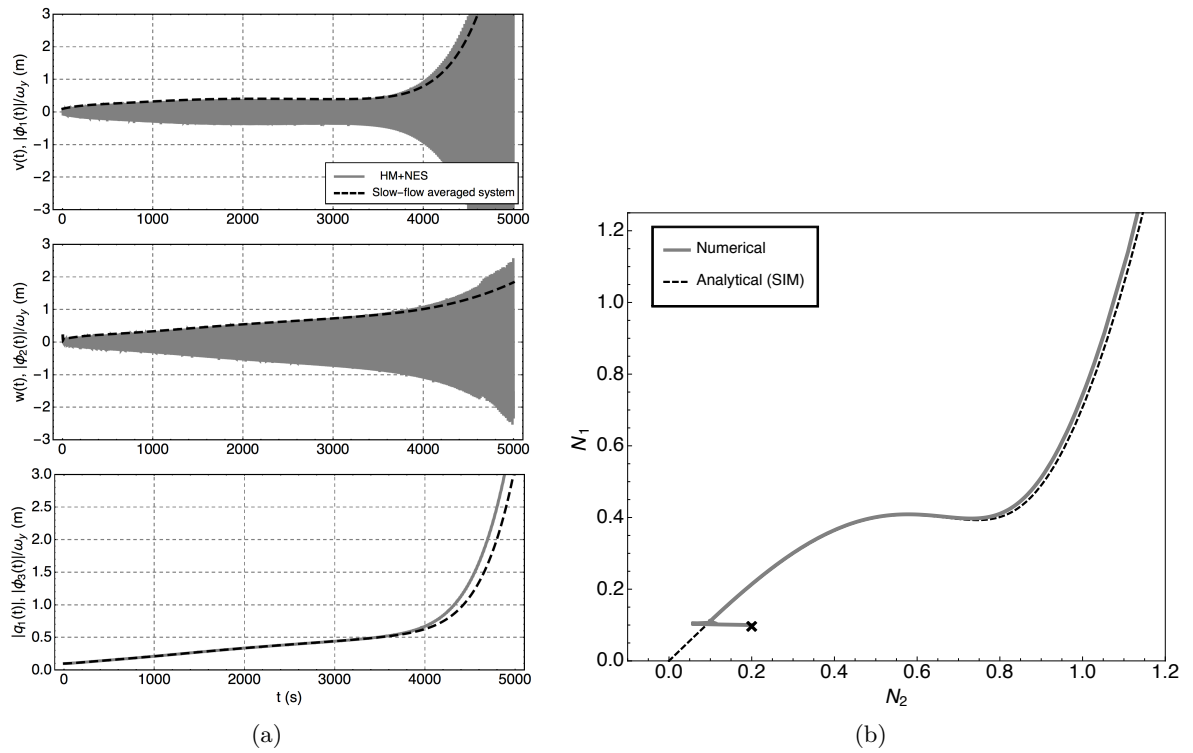 v(t), |ϕ1(t)|/ωy (m)
3
2
1
0
−1
−2
−3
HM+NES
Slow−flow averaged system
0 1000 2000 3000 4000 5000
w(t), |ϕ2(t)|/ωy (m)
3
2
1
0
−1
−2
−3
0 1000 2000 3000 4000 5000
|q1(t)|, |ϕ3(t)|/ωy (m)
3.0
2.5
2.0
1.5
1.0
0.5
0.0
0 1000 2000 3000 4000 5000
t (s)
(a)
N1
1.2
1.0
0.8
0.6
0.4
0.2
0.0
Numerical
Analytical (SIM)
0.0 0.2 0.4 0.6 0.8 1.0 1.2
N2
(b)